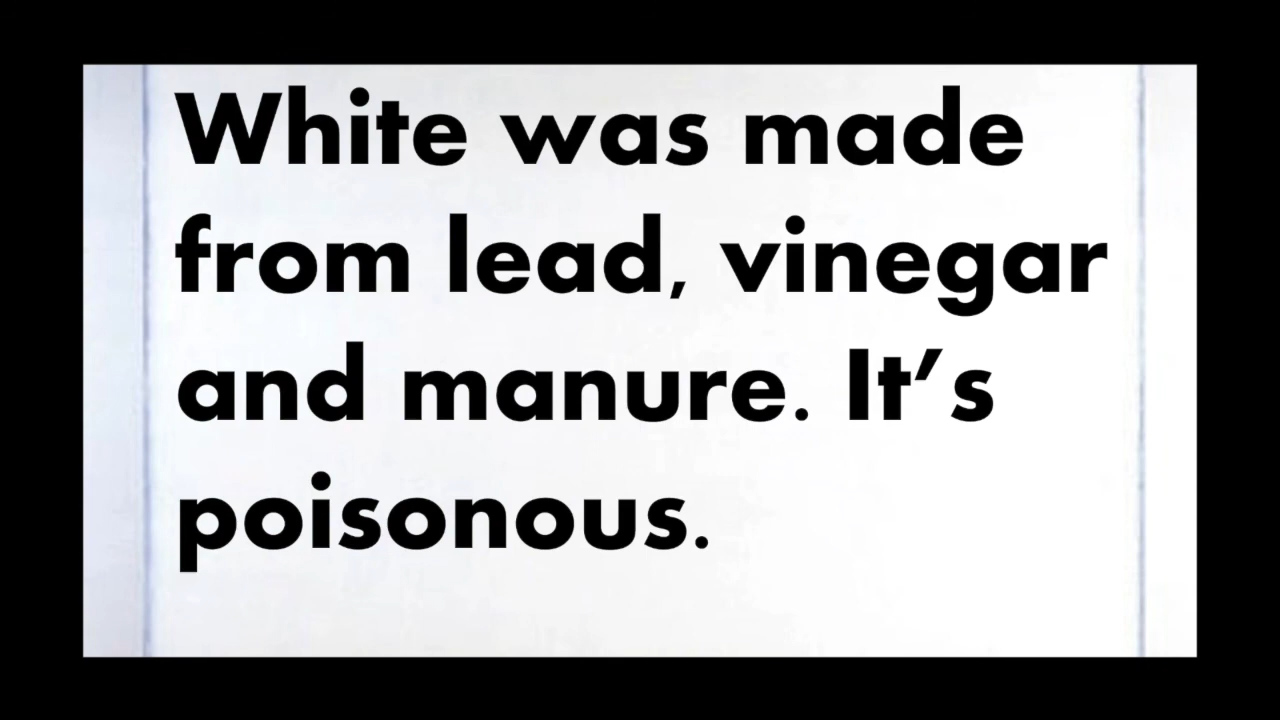 White was made
from lead, vinegar
and manure. It’s
poisonous.